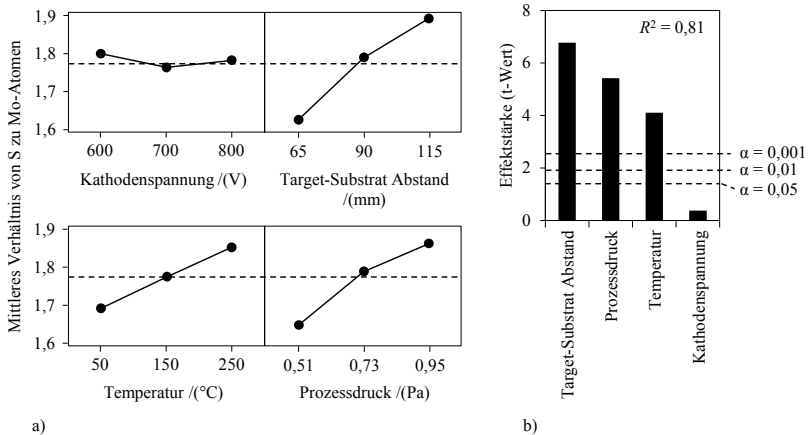 Mittleres Verhältnis von S zu Mo-Atomen
1,9
1,8
1,7
1,6
600 700 800
Kathodenspannung /(V)
65 90 115
Target-Substrat Abstand
/(mm)
1,9
1,8
1,7
1,6
50 150 250
Temperatur /(°C)
0,51 0,73 0,95
Prozessdruck /(Pa)
a)
Effektstärke (t-Wert)
8
6
4
2
0
R² = 0,81
α = 0,001
α = 0,01
α = 0,05
Target-Substrat Abstand
Prozessdruck
Temperatur
Kathodenspannung
b)